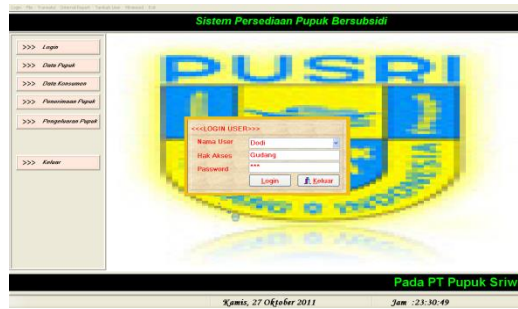 Sistem Persediaan Pupuk Bersubsidi
>>> Login
>>> Data Pupuk
>>> Data Konsumen
>>> Penerimaan Pupuk
>>> Pengeluaran Pupuk
>>> Keluar
PUSRI
<<<LOGIN USER>>>
Nama User Dodi
Hak Akses Gudang
Password ***
Login Keluar
Pada PT Pupuk Sriw
Kamis, 27 Oktober 2011 Jam :23:30:49